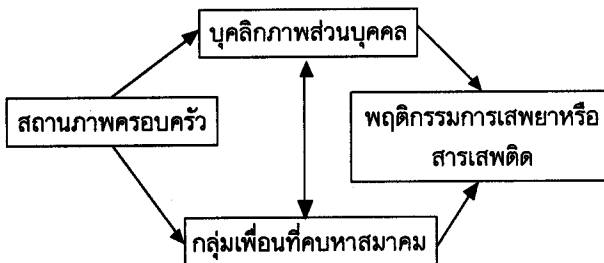 บุคลิกภาพส่วนบุคคล
สถานภาพครอบครัว
พฤติกรรมการเสพยาหรือ
สารเสพติด
กลุ่มเพื่อนที่คบหาสมาคม